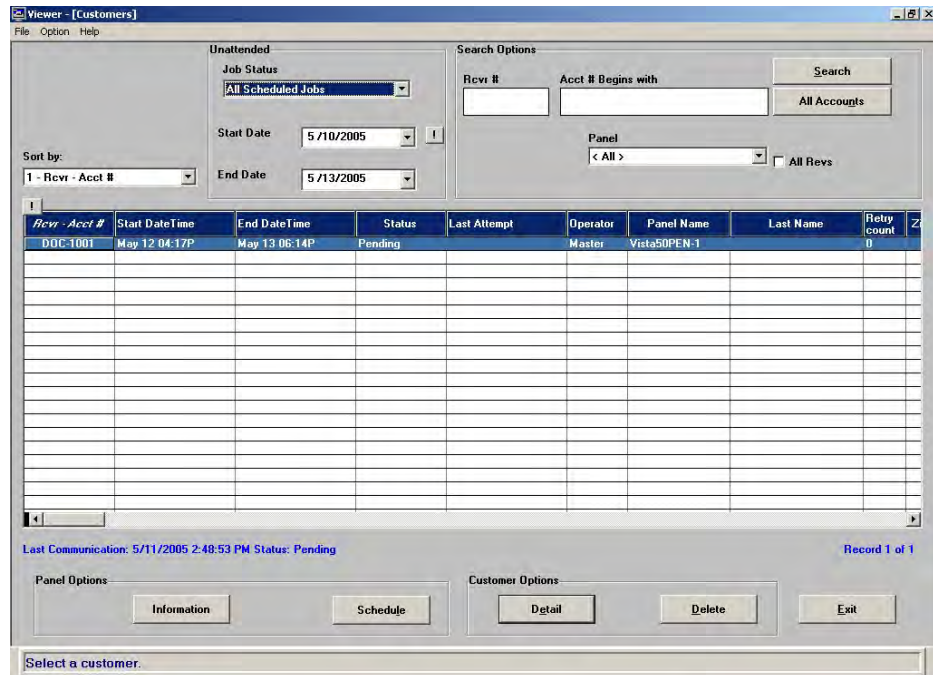 Viewer - [Customers]
File Option Help
Unattended
Job Status
All Scheduled Jobs
Start Date 5 /10/2005 !
End Date 5 /13/2005
Search Options
Rcvr # Acct # Begins with
Search
All Accounts
Panel
< All >
All Revs
Sort by:
1 - Rcvr - Acct #
!
Rcvr - Acct # Start DateTime End DateTime Status Last Attempt Operator Panel Name Last Name Retry count Zi
DOC-1001 May 12 04:17P May 13 06:14P Pending Master Vista50PEN-1 0
Last Communication: 5/11/2005 2:48:53 PM Status: Pending Record 1 of 1
Panel Options
Information Schedule
Customer Options
Detail Delete
Exit
Select a customer.